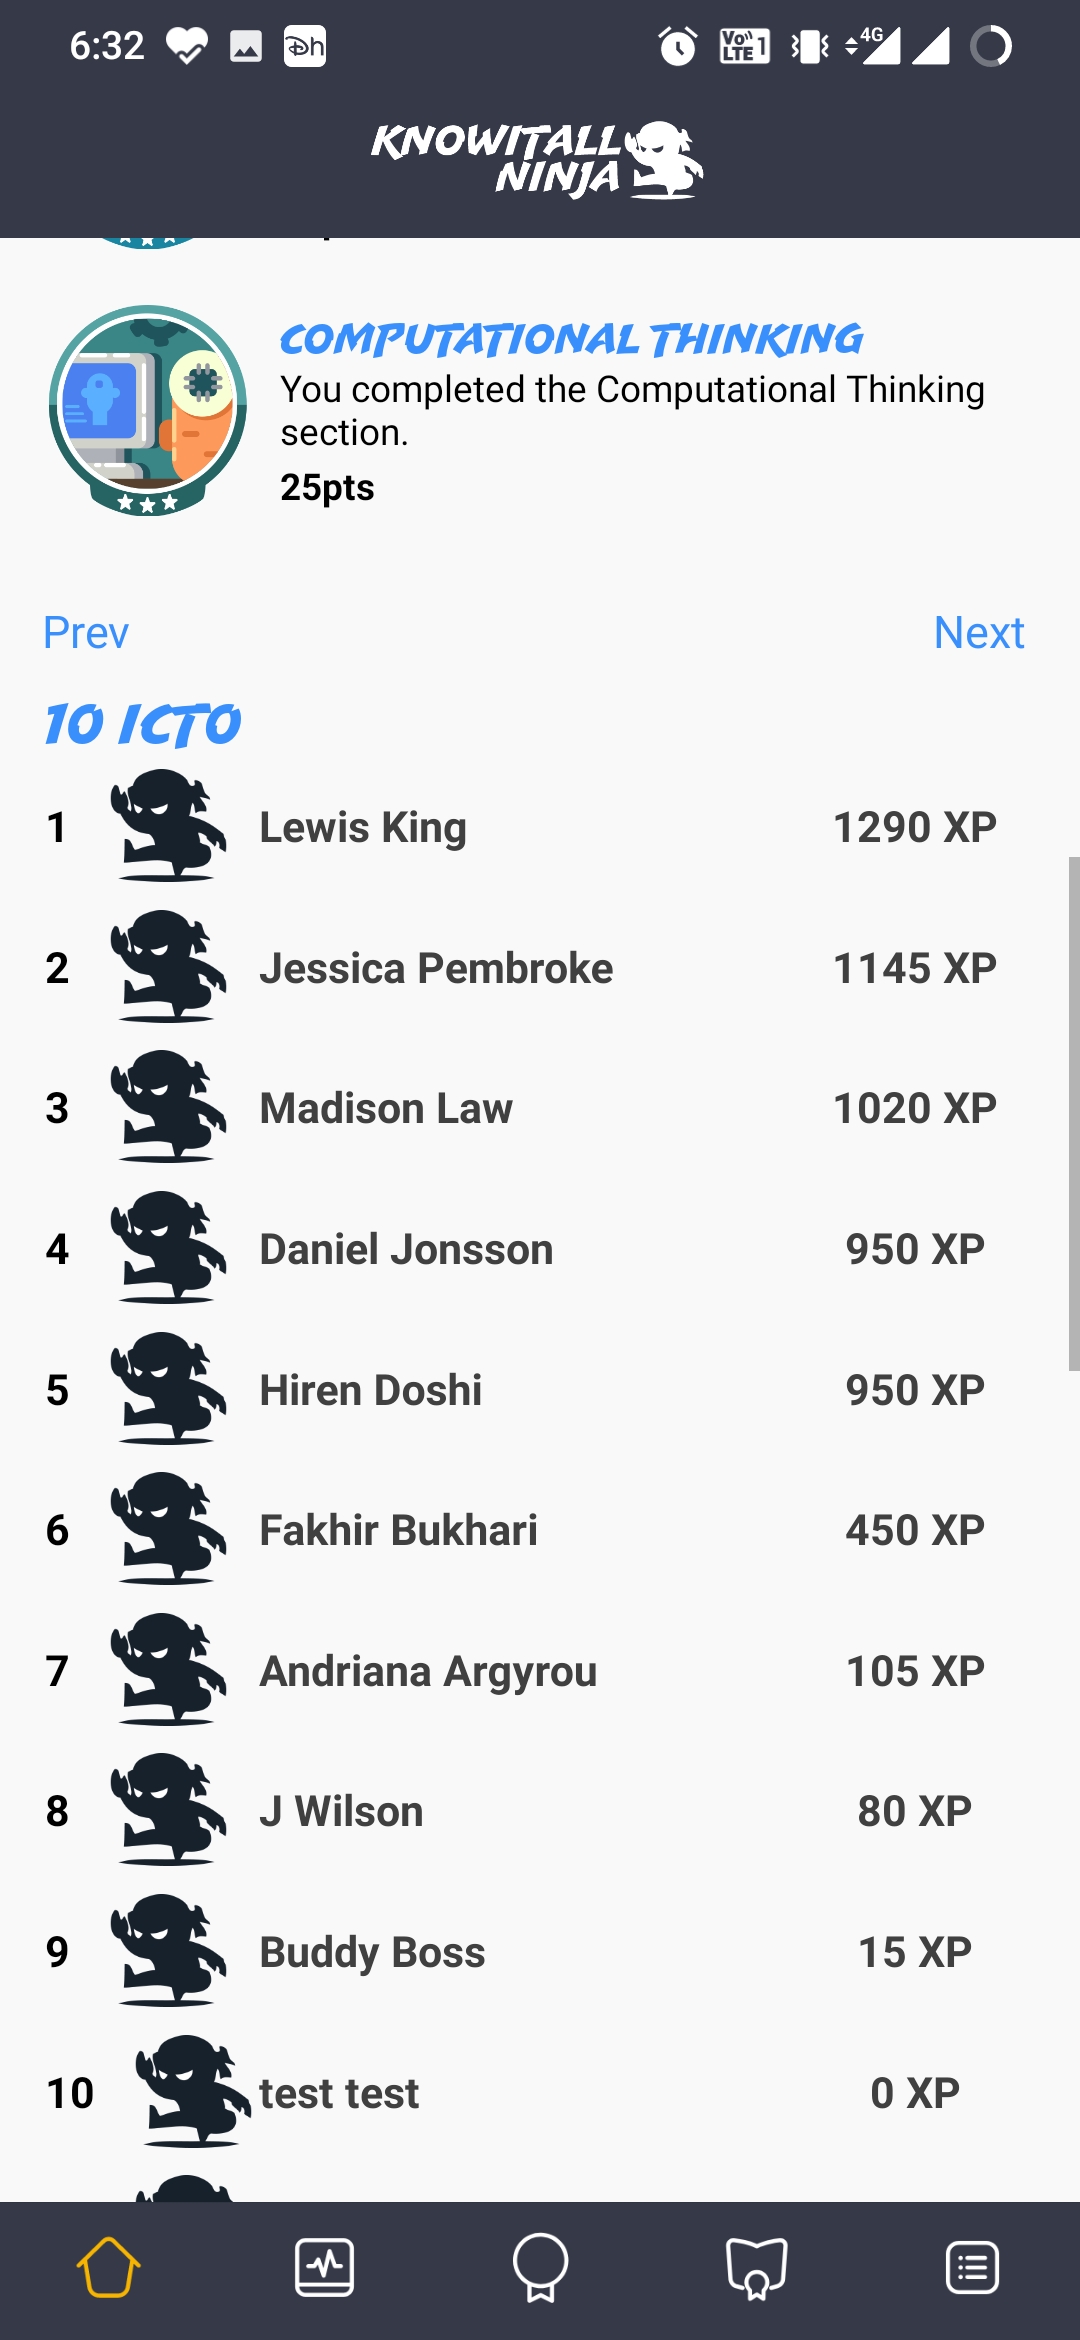 6:32
Dh
Vo)) LTE 1
4G
KNOWITALL
NINJA
COMPUTATIONAL THINKING
You completed the Computational Thinking
section.
25pts
Prev Next
10 ICT0
1 Lewis King 1290 XP
2 Jessica Pembroke 1145 XP
3 Madison Law 1020 XP
4 Daniel Jonsson 950 XP
5 Hiren Doshi 950 XP
6 Fakhir Bukhari 450 XP
7 Andriana Argyrou 105 XP
8 J Wilson 80 XP
9 Buddy Boss 15 XP
10 test test 0 XP